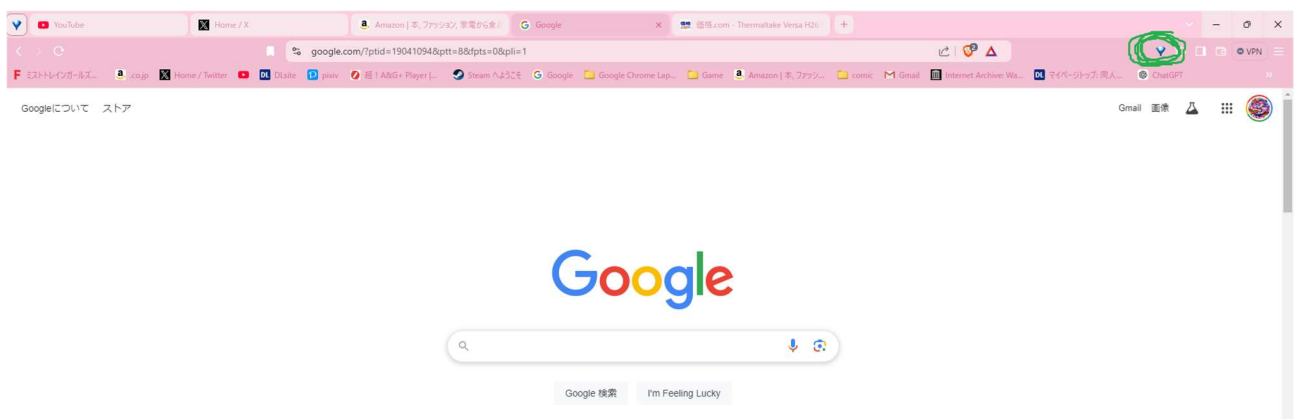 YouTube
Home / X
Amazon | 本, ファッション, 家電から食
Google
価格.com - Thermaltake Versa H26
google.com/?ptid=19041094&ptt=8&fpts=0&pli=1
VPN
ミストトレインガールズ...
.co.jp
Home / Twitter
DLsite
pixiv
超！A&G+ Player |...
Steam へようこそ
Google
Google Chrome Lap...
Game
Amazon | 本, ファッシ...
comic
Gmail
Internet Archive: Wa...
マイページトップ: 同人...
ChatGPT
Googleについて ストア
Gmail 画像
Google
Google 検索 I'm Feeling Lucky